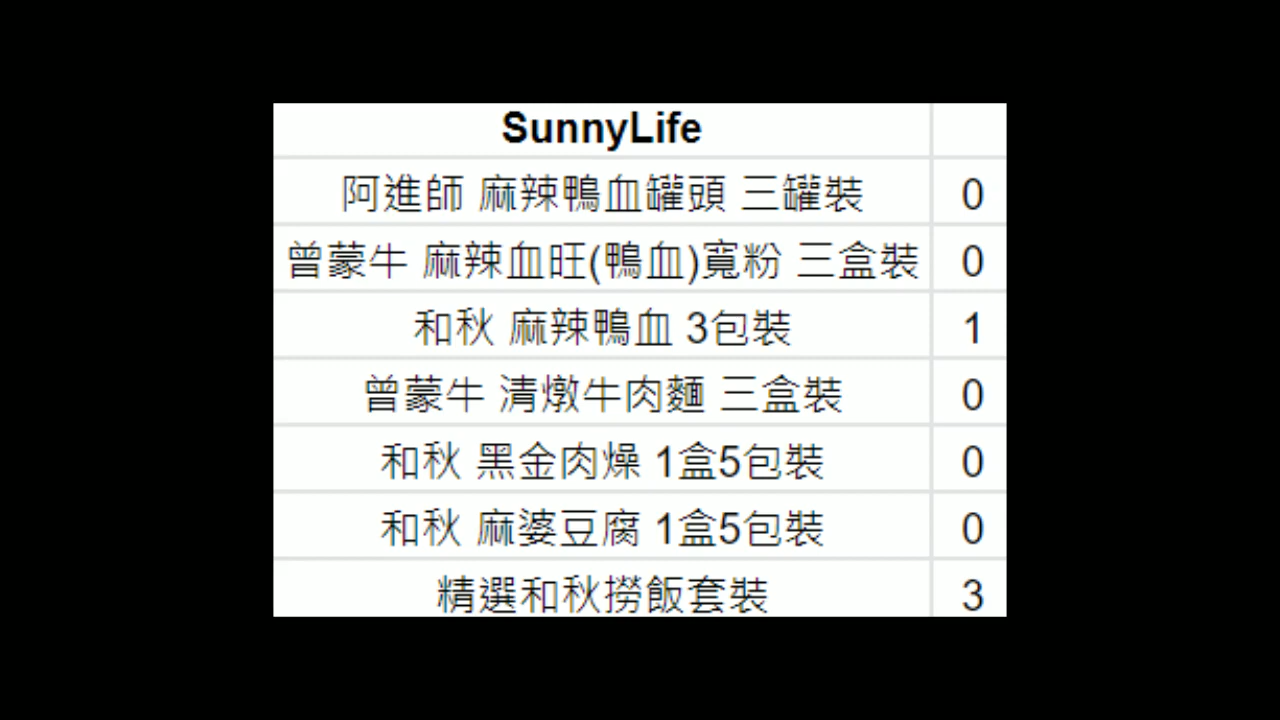 SunnyLife
阿進師 麻辣鴨血罐頭 三罐裝 0
曾蒙牛 麻辣血旺(鴨血)寬粉 三盒裝 0
和秋 麻辣鴨血 3包裝 1
曾蒙牛 清燉牛肉麵 三盒裝 0
和秋 黑金肉燥 1盒5包裝 0
和秋 麻婆豆腐 1盒5包裝 0
精選和秋撈飯套裝 3